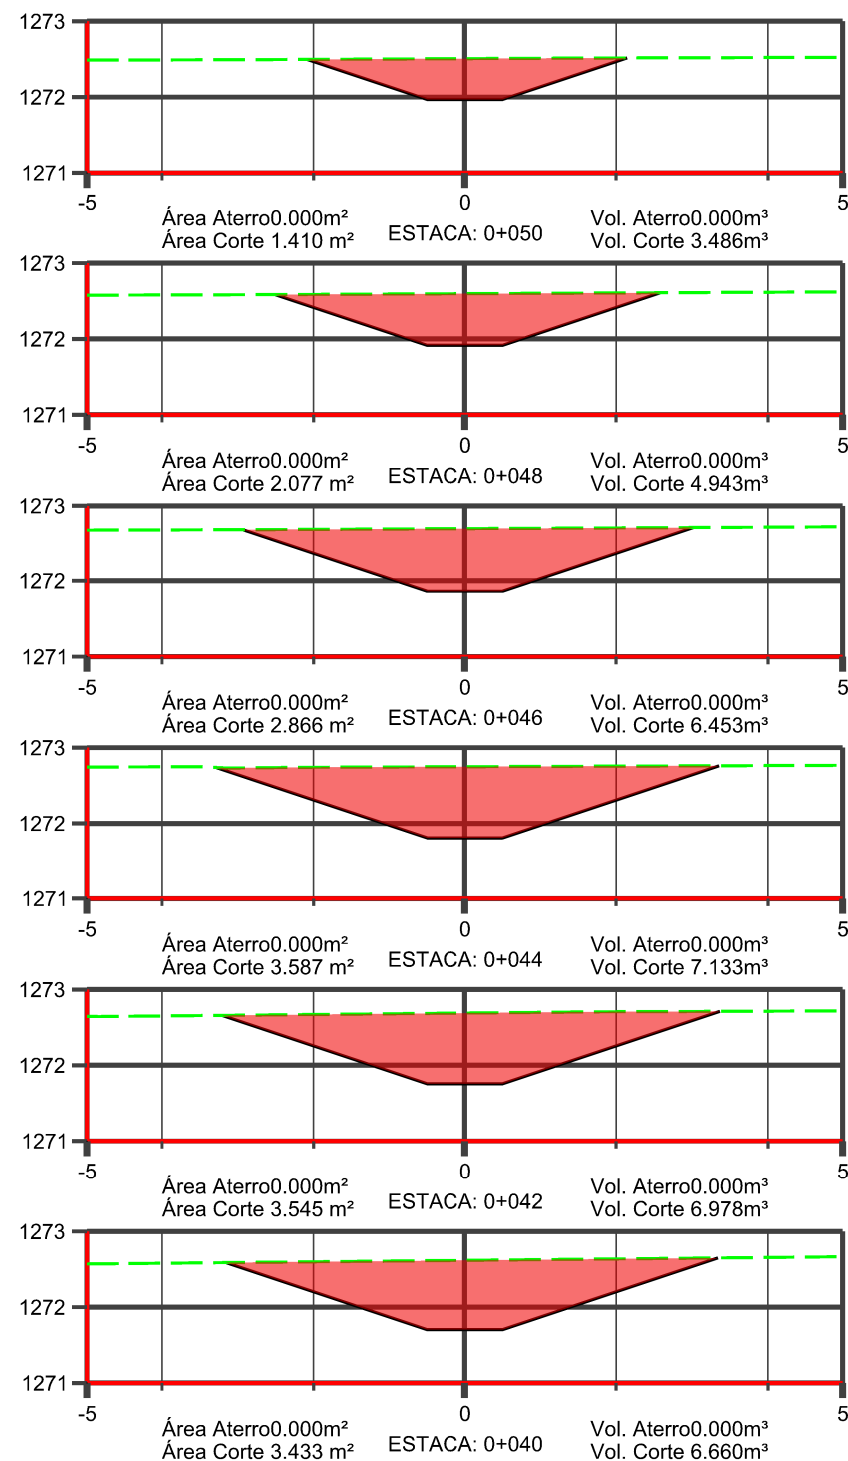 1273
1272
1271
-5 0 5
Área Aterro0.000m² Vol. Aterro0.000m³
ESTACA: 0+050
Área Corte 1.410 m² Vol. Corte 3.486m³
1273
1272
1271
-5 0 5
Área Aterro0.000m² Vol. Aterro0.000m³
ESTACA: 0+048
Área Corte 2.077 m² Vol. Corte 4.943m³
1273
1272
1271
-5 0 5
Área Aterro0.000m² Vol. Aterro0.000m³
ESTACA: 0+046
Área Corte 2.866 m² Vol. Corte 6.453m³
1273
1272
1271
-5 0 5
Área Aterro0.000m² Vol. Aterro0.000m³
ESTACA: 0+044
Área Corte 3.587 m² Vol. Corte 7.133m³
1273
1272
1271
-5 0 5
Área Aterro0.000m² Vol. Aterro0.000m³
ESTACA: 0+042
Área Corte 3.545 m² Vol. Corte 6.978m³
1273
1272
1271
-5 0 5
Área Aterro0.000m² Vol. Aterro0.000m³
ESTACA: 0+040
Área Corte 3.433 m² Vol. Corte 6.660m³